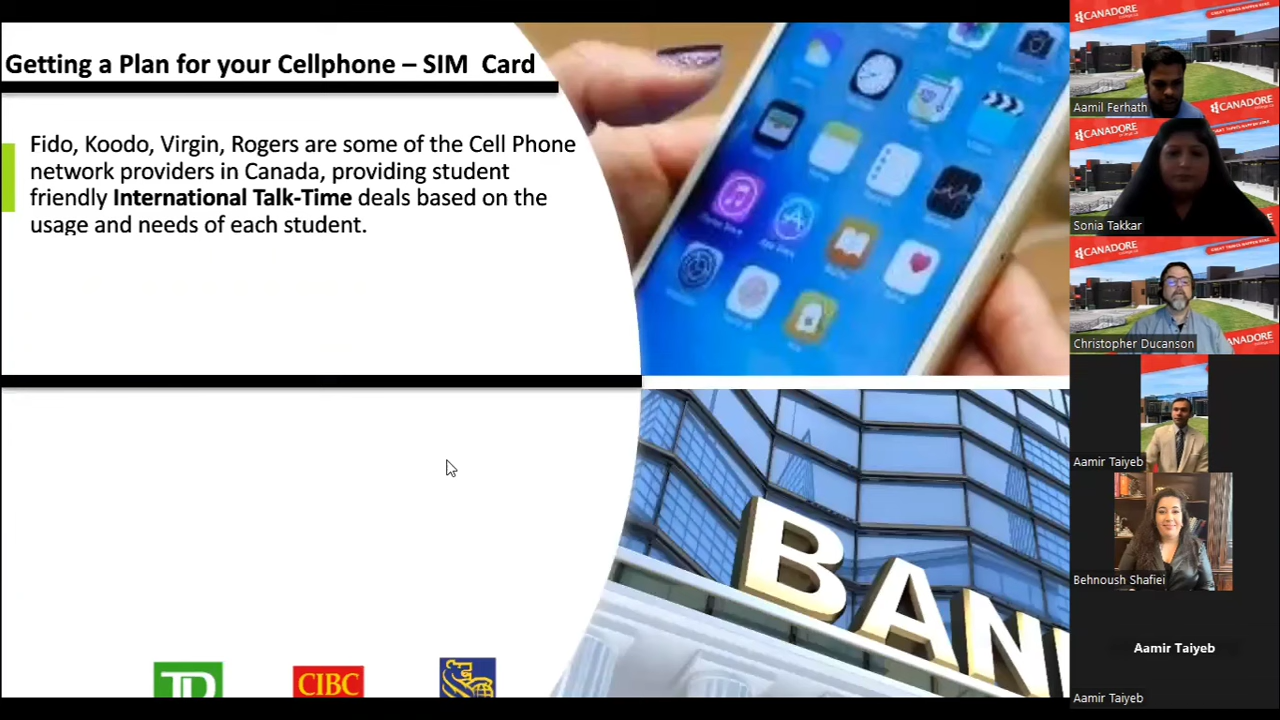 Getting a Plan for your Cellphone – SIM Card
Fido, Koodo, Virgin, Rogers are some of the Cell Phone
network providers in Canada, providing student
friendly International Talk-Time deals based on the
usage and needs of each student.
BAN
TD
CIBC
CANADORE
Aamil Ferhath
CANADORE
CANADORE
Sonia Takkar
CANADORE
Christopher Ducanson
ANADORE
Aamir Taiyeb
Behnoush Shafiei
Aamir Taiyeb
Aamir Taiyeb